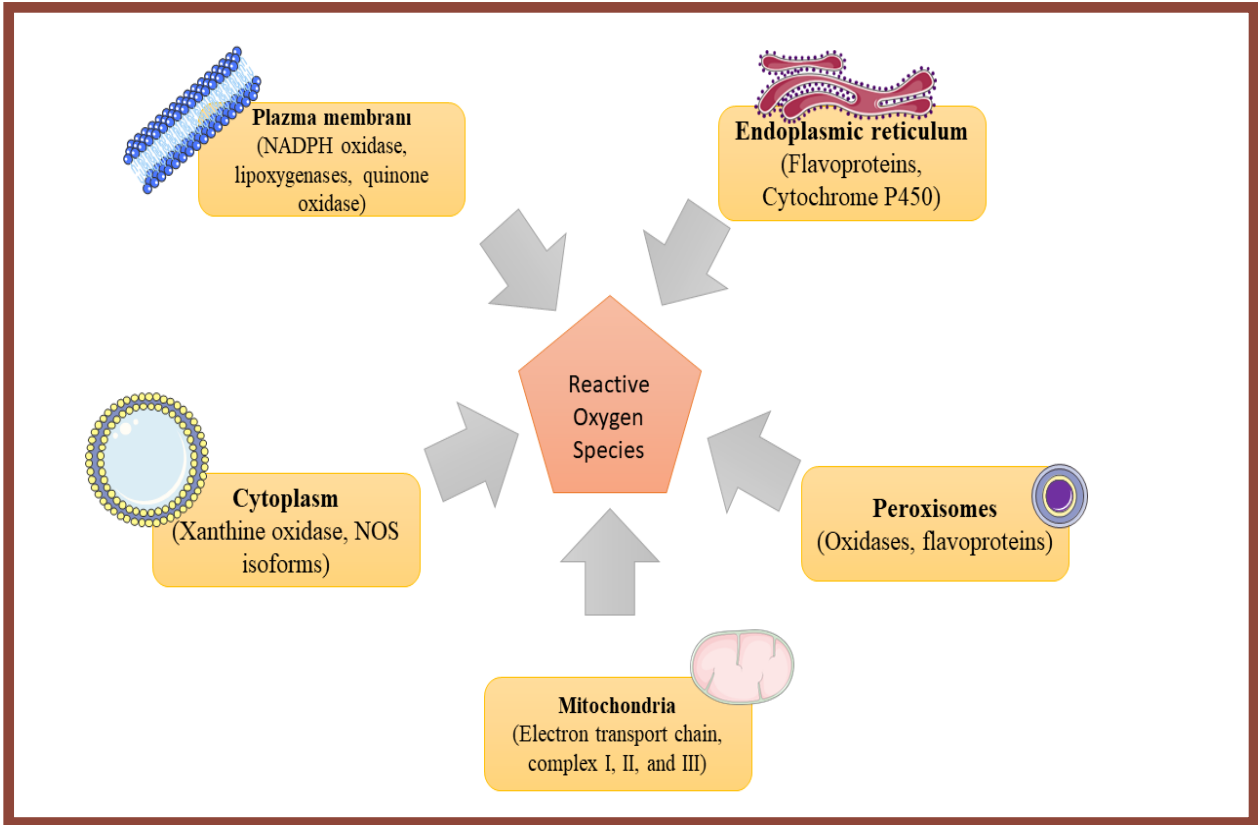 Plazma membranı
(NADPH oxidase,
lipoxygenases, quinone
oxidase)
Endoplasmic reticulum
(Flavoproteins,
Cytochrome P450)
Reactive
Oxygen
Species
Cytoplasm
(Xanthine oxidase, NOS
isoforms)
Peroxisomes
(Oxidases, flavoproteins)
Mitochondria
(Electron transport chain,
complex I, II, and III)